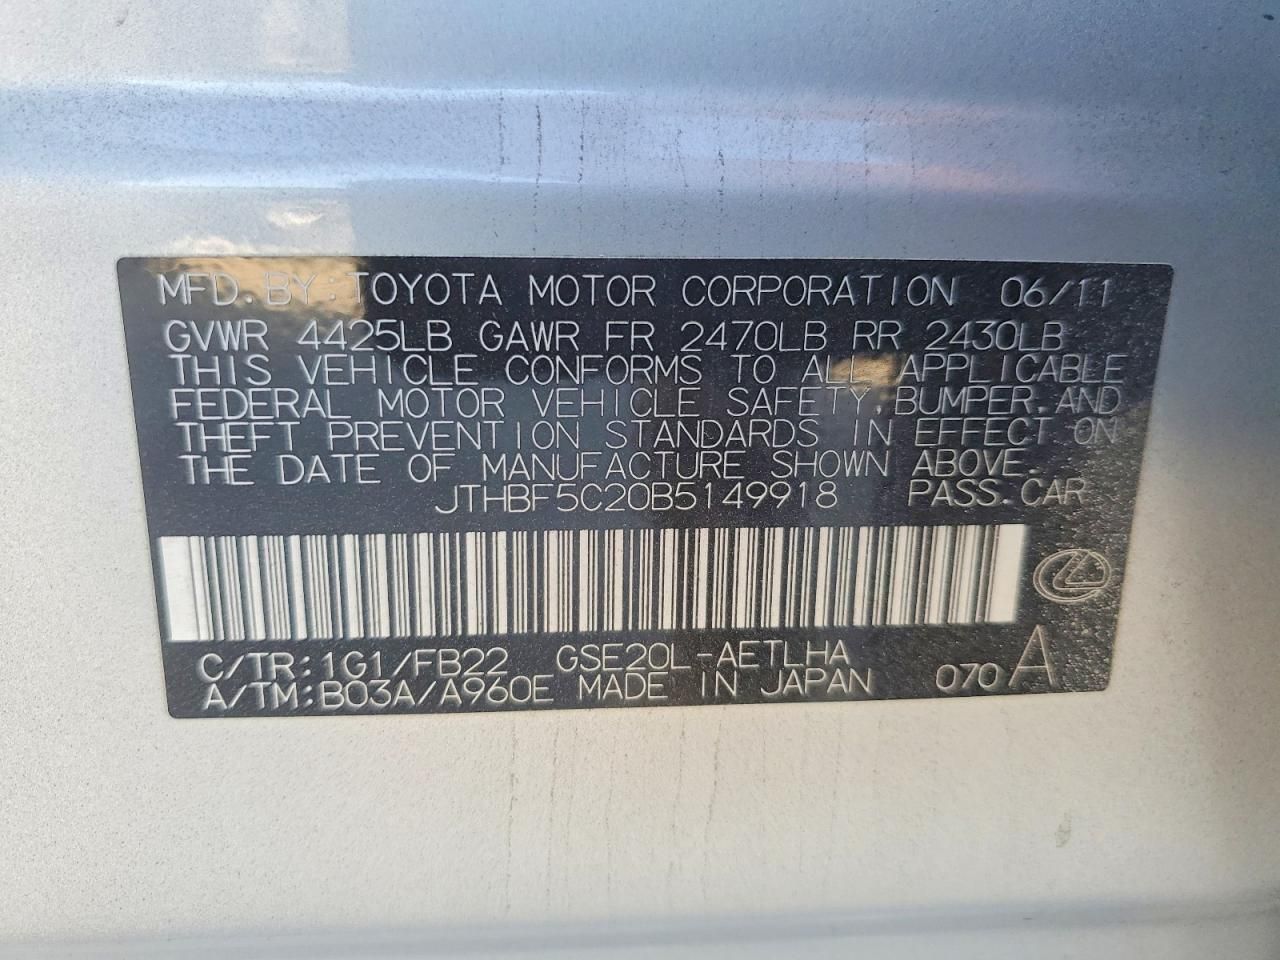 MFD. BY: TOYOTA MOTOR CORPORATION 06/11
GVWR 4425LB GAWR FR 2470LB RR 2430LB
THIS VEHICLE CONFORMS TO ALL APPLICABLE
FEDERAL MOTOR VEHICLE SAFETY, BUMPER, AND
THEFT PREVENTION STANDARDS IN EFFECT ON
THE DATE OF MANUFACTURE SHOWN ABOVE.
JTHBF5C20B5149918 PASS. CAR
C/TR: 1G1/FB22 GSE20L-AETLHA
A/TM: B03A/A960E MADE IN JAPAN 070 A